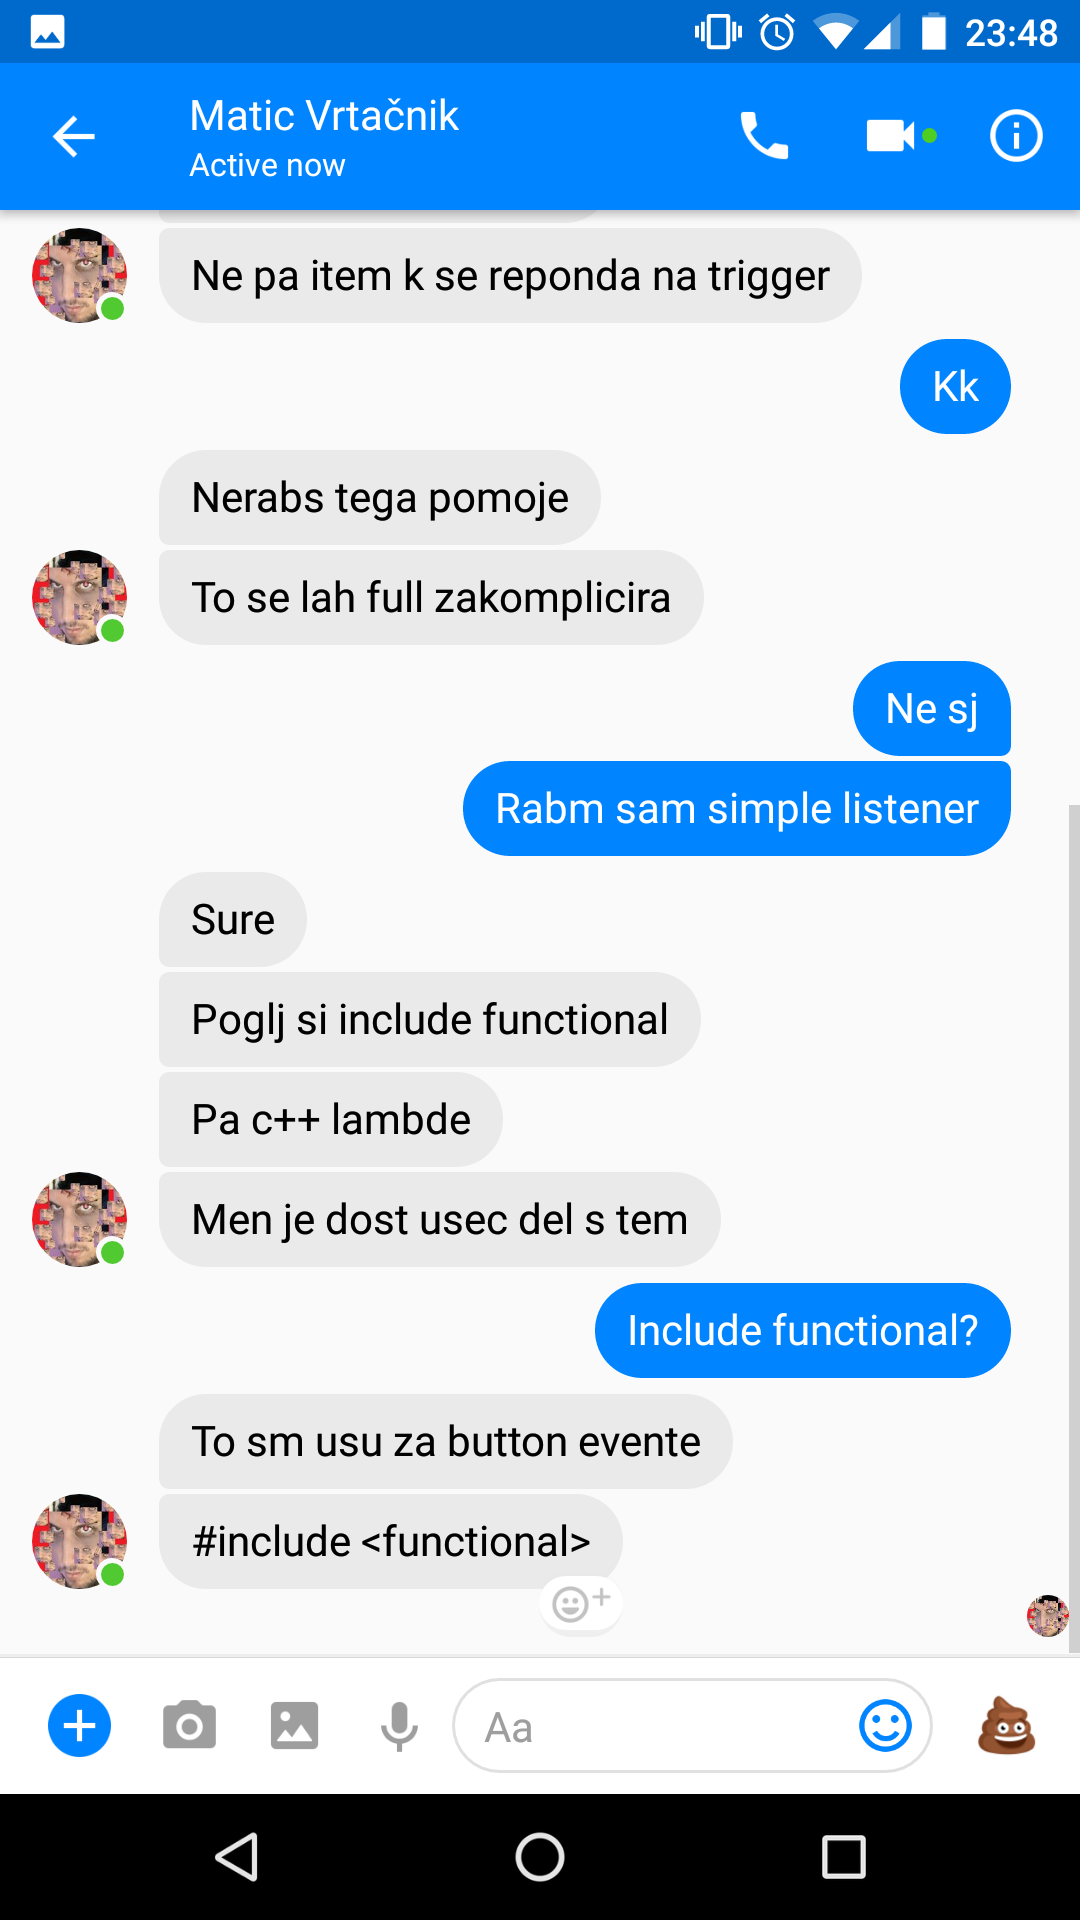 23:48
Matic Vrtačnik
Active now
Ne pa item k se reponda na trigger
Kk
Nerabs tega pomoje
To se lah full zakomplicira
Ne sj
Rabm sam simple listener
Sure
Poglj si include functional
Pa c++ lambde
Men je dost usec del s tem
Include functional?
To sm usu za button evente
#include <functional>
Aa